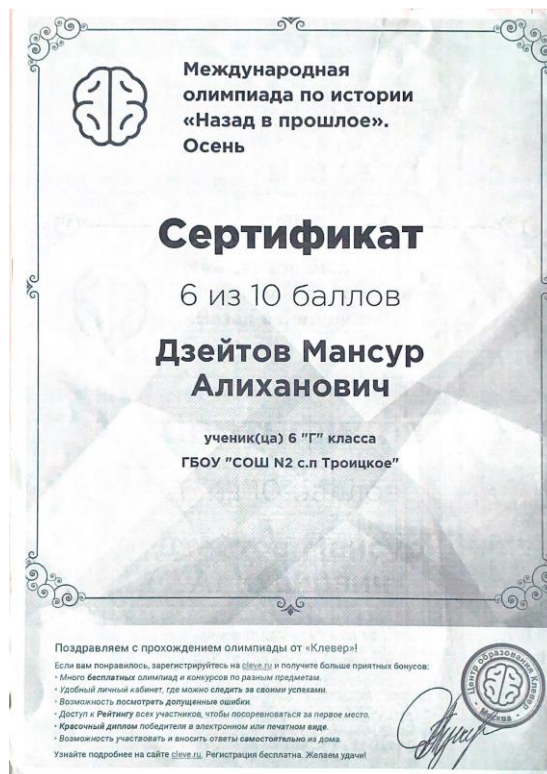 Международная
олимпиада по истории
«Назад в прошлое».
Осень
Сертификат
6 из 10 баллов
Дзейтов Мансур
Алиханович
ученик(ца) 6 "Г" класса
ГБОУ "СОШ N2 с.п Троицкое"
Поздравляем с прохождением олимпиады от «Клевер»!
Если вам понравилось, зарегистрируйтесь на cleve.ru и получите больше приятных бонусов:
• Много бесплатных олимпиад и конкурсов по разным предметам.
• Удобный личный кабинет, где можно следить за своими успехами.
• Возможность посмотреть допущенные ошибки.
• Доступ к Рейтингу всех участников, чтобы посоревноваться за первое место.
• Красочный диплом победителя в электронном или печатном виде.
• Возможность участвовать и вносить ответы самостоятельно из дома.
Узнайте подробнее на сайте cleve.ru. Регистрация бесплатна. Желаем удачи!
Центр образования Клевер
Москва